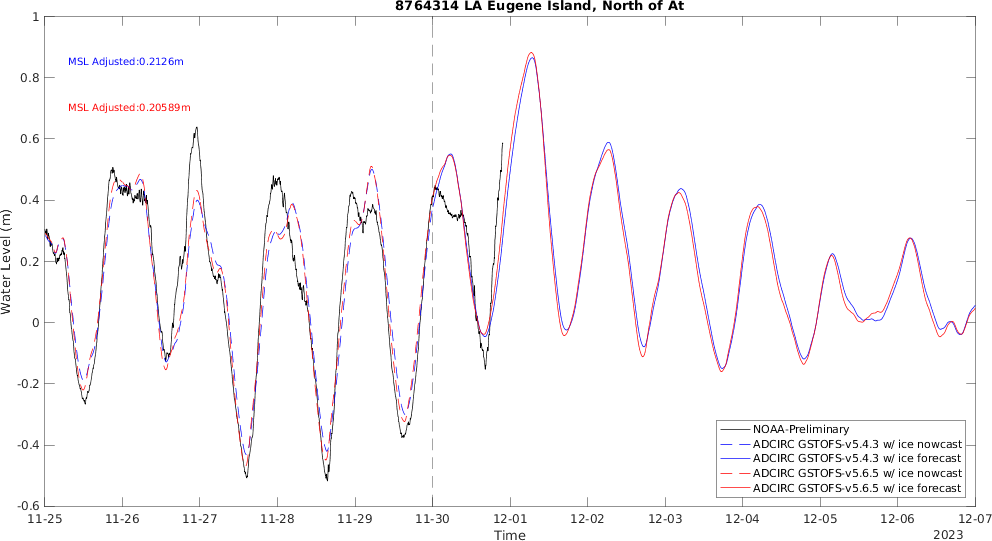 8764314 LA Eugene Island, North of At
MSL Adjusted:0.2126m
MSL Adjusted:0.20589m
Water Level (m)
1
0.8
0.6
0.4
0.2
0
-0.2
-0.4
-0.6
NOAA-Preliminary
ADCIRC GSTOFS-v5.4.3 w/ ice nowcast
ADCIRC GSTOFS-v5.4.3 w/ ice forecast
ADCIRC GSTOFS-v5.6.5 w/ ice nowcast
ADCIRC GSTOFS-v5.6.5 w/ ice forecast
11-25 11-26 11-27 11-28 11-29 11-30 12-01 12-02 12-03 12-04 12-05 12-06 12-07
Time
2023